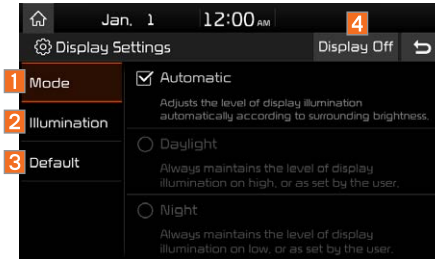 Jan. 1 12:00 AM
4
Display Settings Display Off
1 Mode
Automatic
Adjusts the level of display illumination
automatically according to surrounding brightness.
2 Illumination
Daylight
3 Default
Always maintains the level of display
illumination on high, or as set by the user.
Night
Always maintains the level of display
illumination on low, or as set by the user.